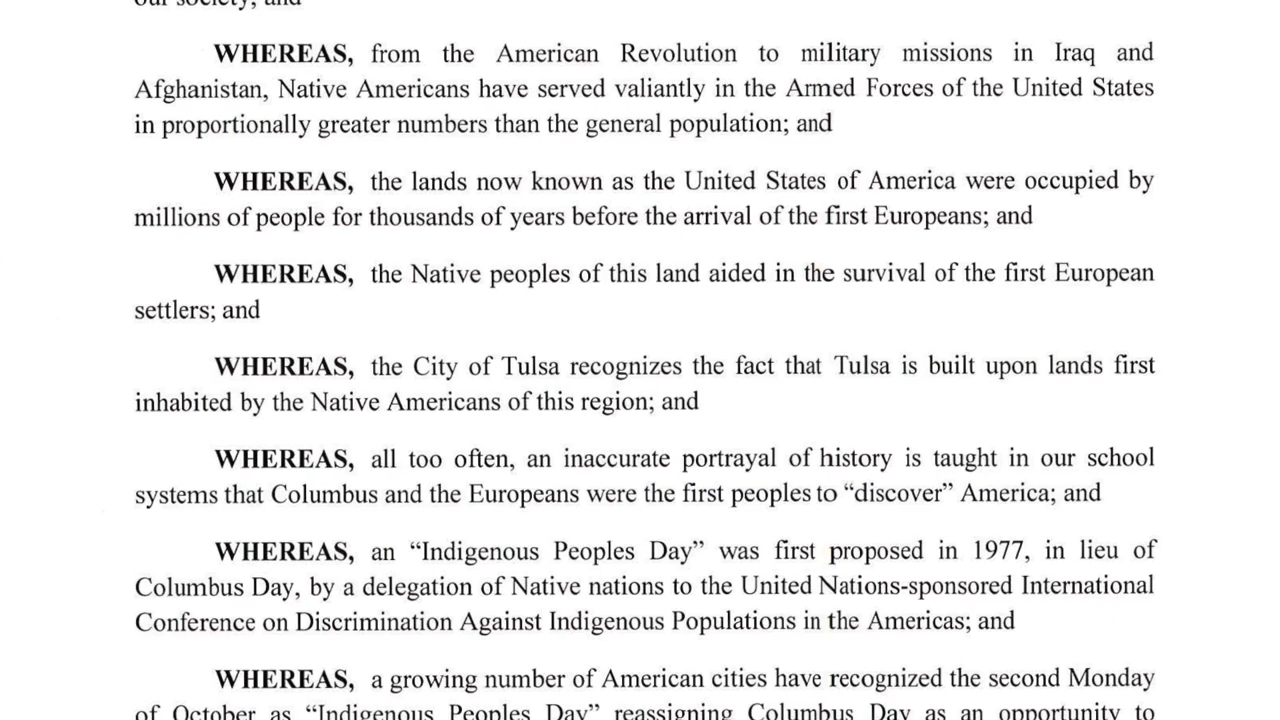 our society; and
WHEREAS, from the American Revolution to military missions in Iraq and
Afghanistan, Native Americans have served valiantly in the Armed Forces of the United States
in proportionally greater numbers than the general population; and
WHEREAS, the lands now known as the United States of America were occupied by
millions of people for thousands of years before the arrival of the first Europeans; and
WHEREAS, the Native peoples of this land aided in the survival of the first European
settlers; and
WHEREAS, the City of Tulsa recognizes the fact that Tulsa is built upon lands first
inhabited by the Native Americans of this region; and
WHEREAS, all too often, an inaccurate portrayal of history is taught in our school
systems that Columbus and the Europeans were the first peoples to “discover” America; and
WHEREAS, an “Indigenous Peoples Day” was first proposed in 1977, in lieu of
Columbus Day, by a delegation of Native nations to the United Nations-sponsored International
Conference on Discrimination Against Indigenous Populations in the Americas; and
WHEREAS, a growing number of American cities have recognized the second Monday
of October as “Indigenous Peoples Day” reassigning Columbus Day as an opportunity to